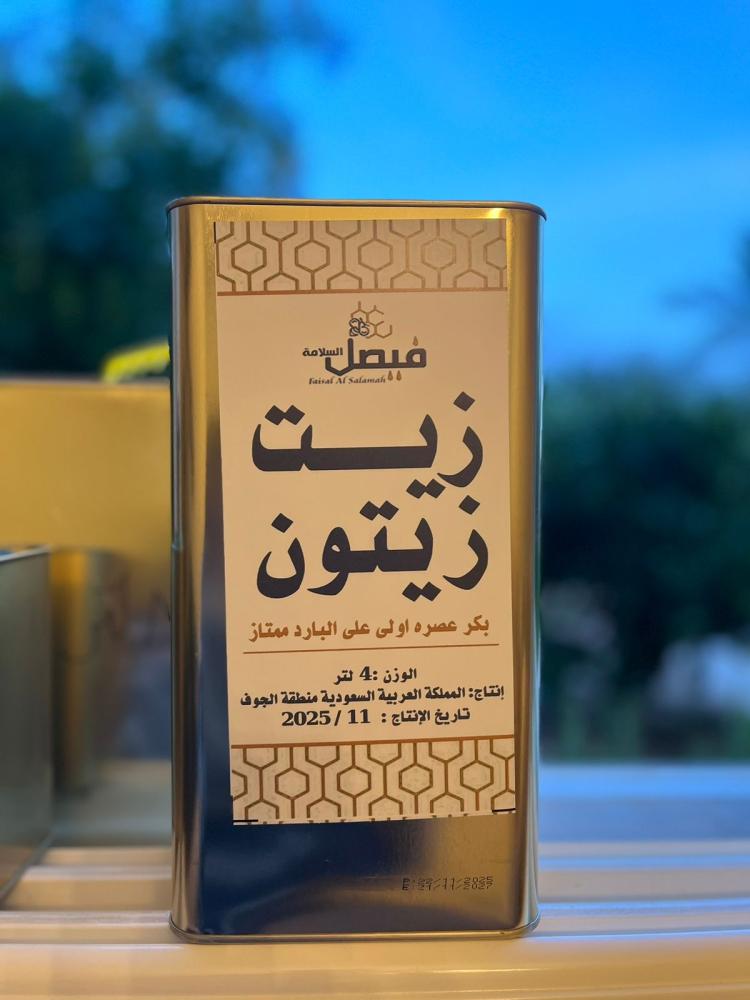 فيصل السلامة
Faisal Al Salamah
زيت
زيتون
بكر عصره اولى على البارد ممتاز
الوزن :4 لتر
إنتاج: المملكة العربية السعودية منطقة الجوف
تاريخ الإنتاج : 11 / 2025
P:22/11/2025
E:21/11/2027